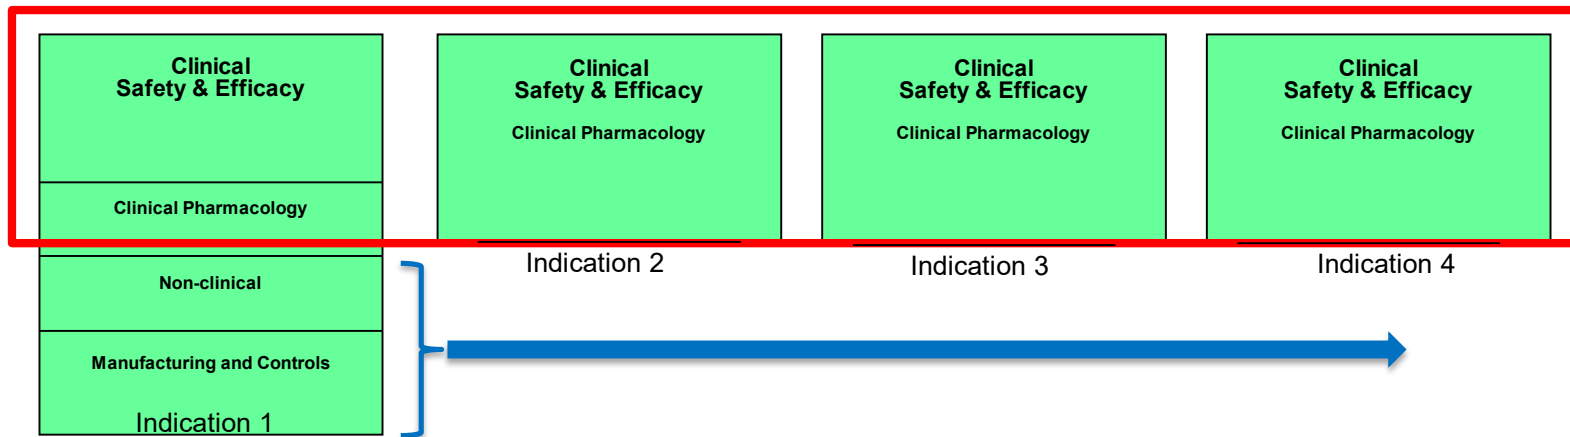 Clinical
Safety & Efficacy
Clinical Pharmacology
Non-clinical
Manufacturing and Controls
Indication 1
Clinical
Safety & Efficacy
Clinical Pharmacology
Indication 2
Clinical
Safety & Efficacy
Clinical Pharmacology
Indication 3
Clinical
Safety & Efficacy
Clinical Pharmacology
Indication 4